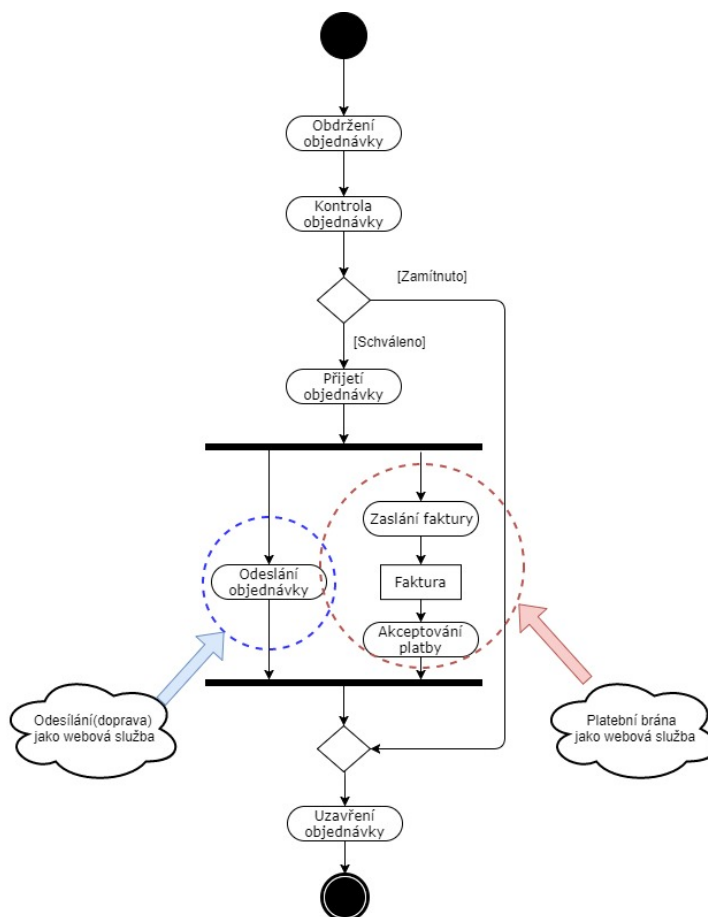 Obdržení
objednávky
Kontrola
objednávky
[Zamítnuto]
[Schváleno]
Přijetí
objednávky
Zaslání faktury
Odeslání
objednávky
Faktura
Akceptování
platby
Odesílání(doprava)
jako webová služba
Platební brána
jako webová služba
Uzavření
objednávky